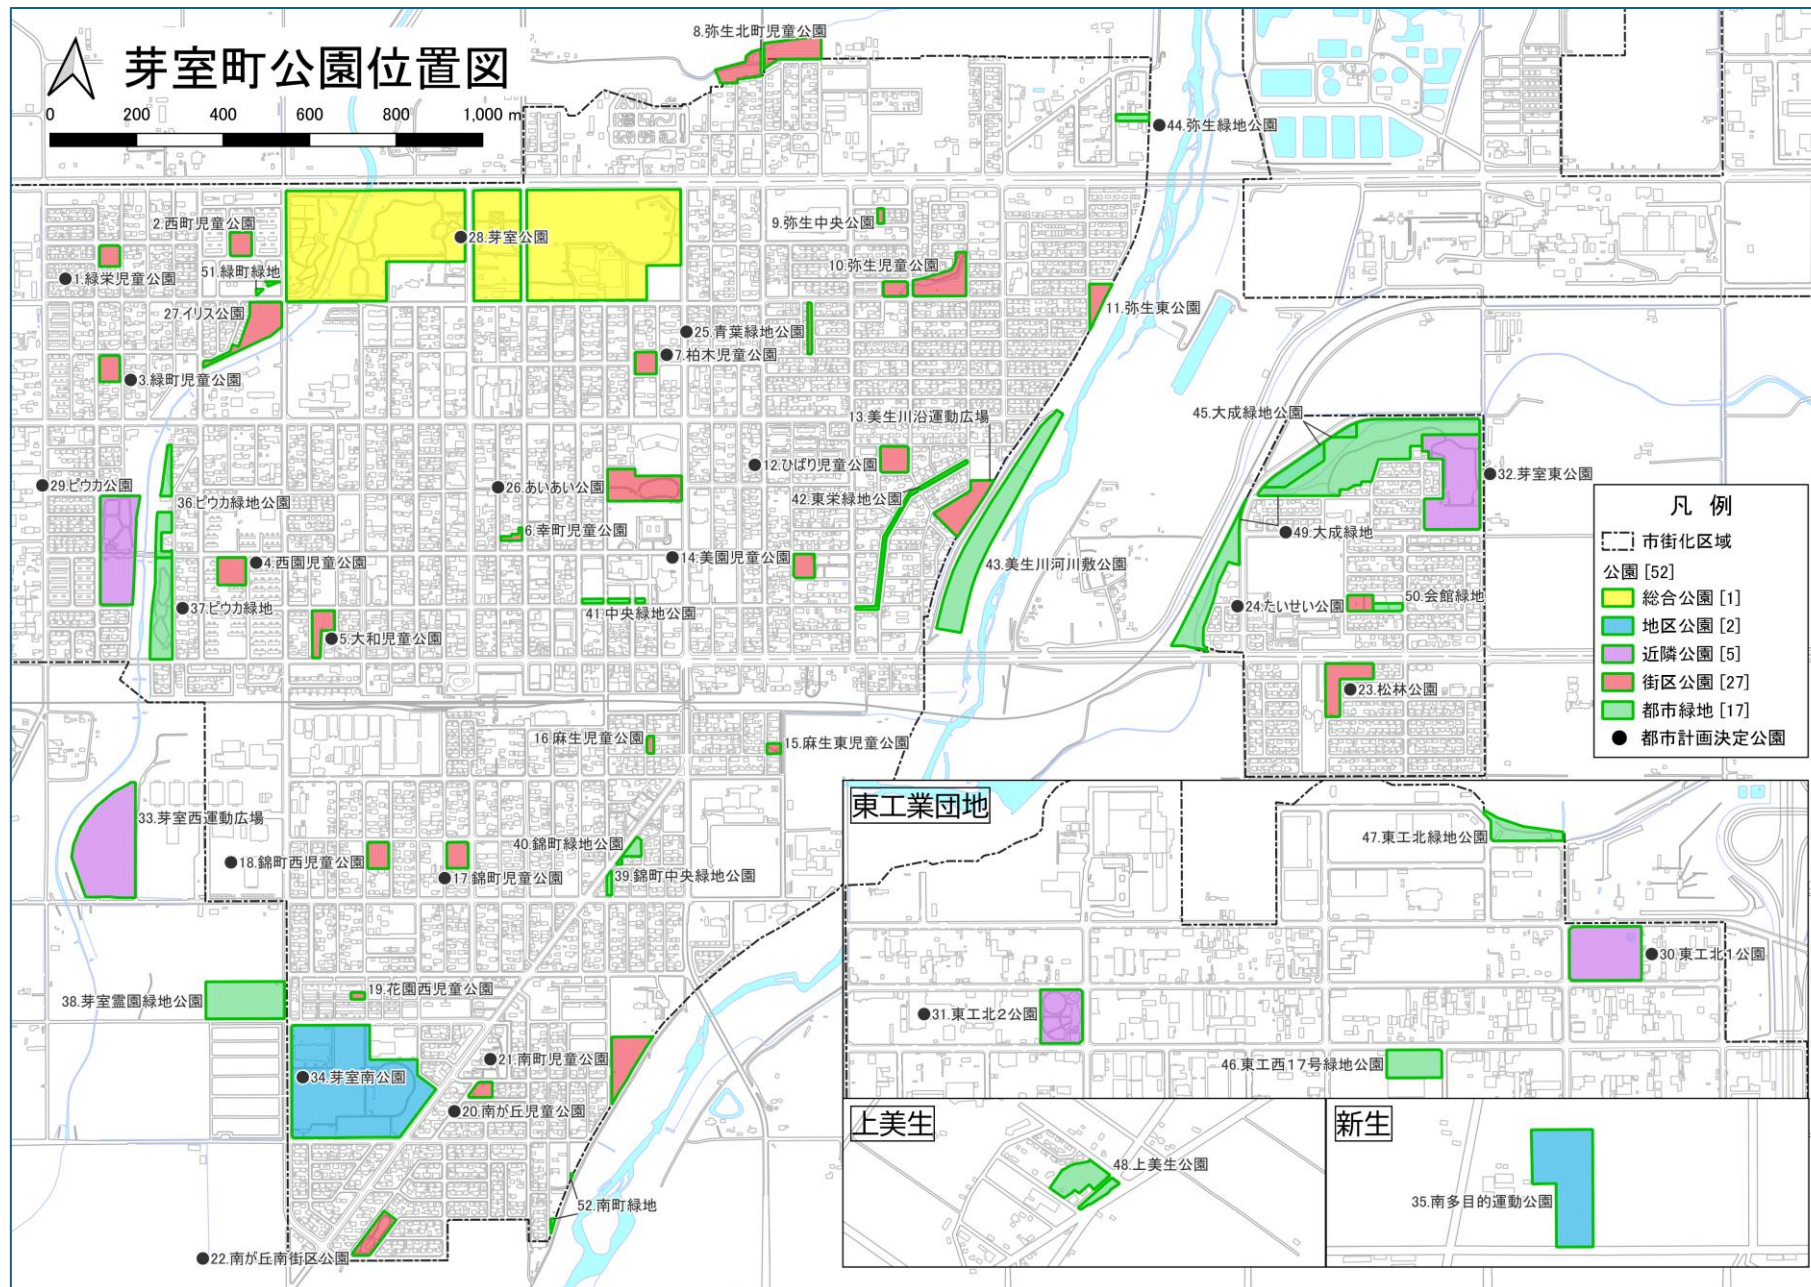 芽室町公園位置図
0 200 400 600 800 1,000 m
8.弥生北町児童公園
●44.弥生緑地公園
2.西町児童公園
9.弥生中央公園
●28.芽室公園
●1.緑栄児童公園
51.緑町緑地
10.弥生児童公園
27イリス公園
11.弥生東公園
●25.青葉緑地公園
●7.柏木児童公園
●3.緑町児童公園
13.美生川沿運動広場
45.大成緑地公園
●12.ひばり児童公園
●32.芽室東公園
●29.ピウカ公園
●26.あいあい公園
42.東栄緑地公園
36.ピウカ緑地公園
6.幸町児童公園
●49.大成緑地
●14.美園児童公園
●4.西園児童公園
43.美生川河川敷公園
●37.ピウカ緑地
41.中央緑地公園
●24.たいせい公園
50.会館緑地
●5.大和児童公園
●23.松林公園
凡 例
市街化区域
公園 [52]
総合公園 [1]
地区公園 [2]
近隣公園 [5]
街区公園 [27]
都市緑地 [17]
● 都市計画決定公園
16.麻生児童公園
15.麻生東児童公園
33.芽室西運動広場
40.錦町緑地公園
●18.錦町西児童公園
●17.錦町児童公園
39.錦町中央緑地公園
38.芽室霊園緑地公園
19.花園西児童公園
●21.南町児童公園
●34.芽室南公園
●20.南が丘児童公園
52.南町緑地
●22.南が丘南街区公園
東工業団地
47.東工北緑地公園
●30.東工北1公園
●31.東工北2公園
46.東工西17号緑地公園
上美生
48.上美生公園
新生
35.南多目的運動公園